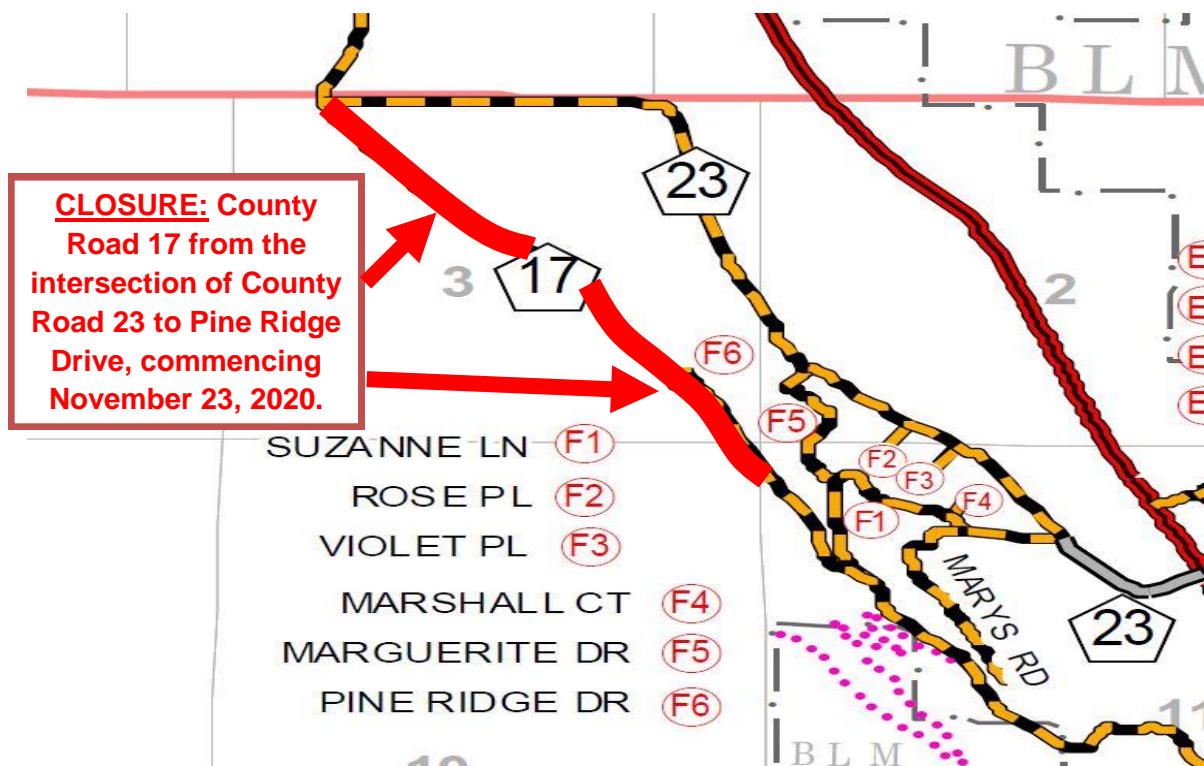 B L M
23
CLOSURE: County
Road 17 from the
intersection of County
Road 23 to Pine Ridge
Drive, commencing
November 23, 2020.
3
17
2
E
E
E
E
F6
F5
F2
F3
F4
F1
SUZANNE LN F1
ROSE PL F2
VIOLET PL F3
MARSHALL CT F4
MARGUERITE DR F5
PINE RIDGE DR F6
MARYS RD
23
11
B L M